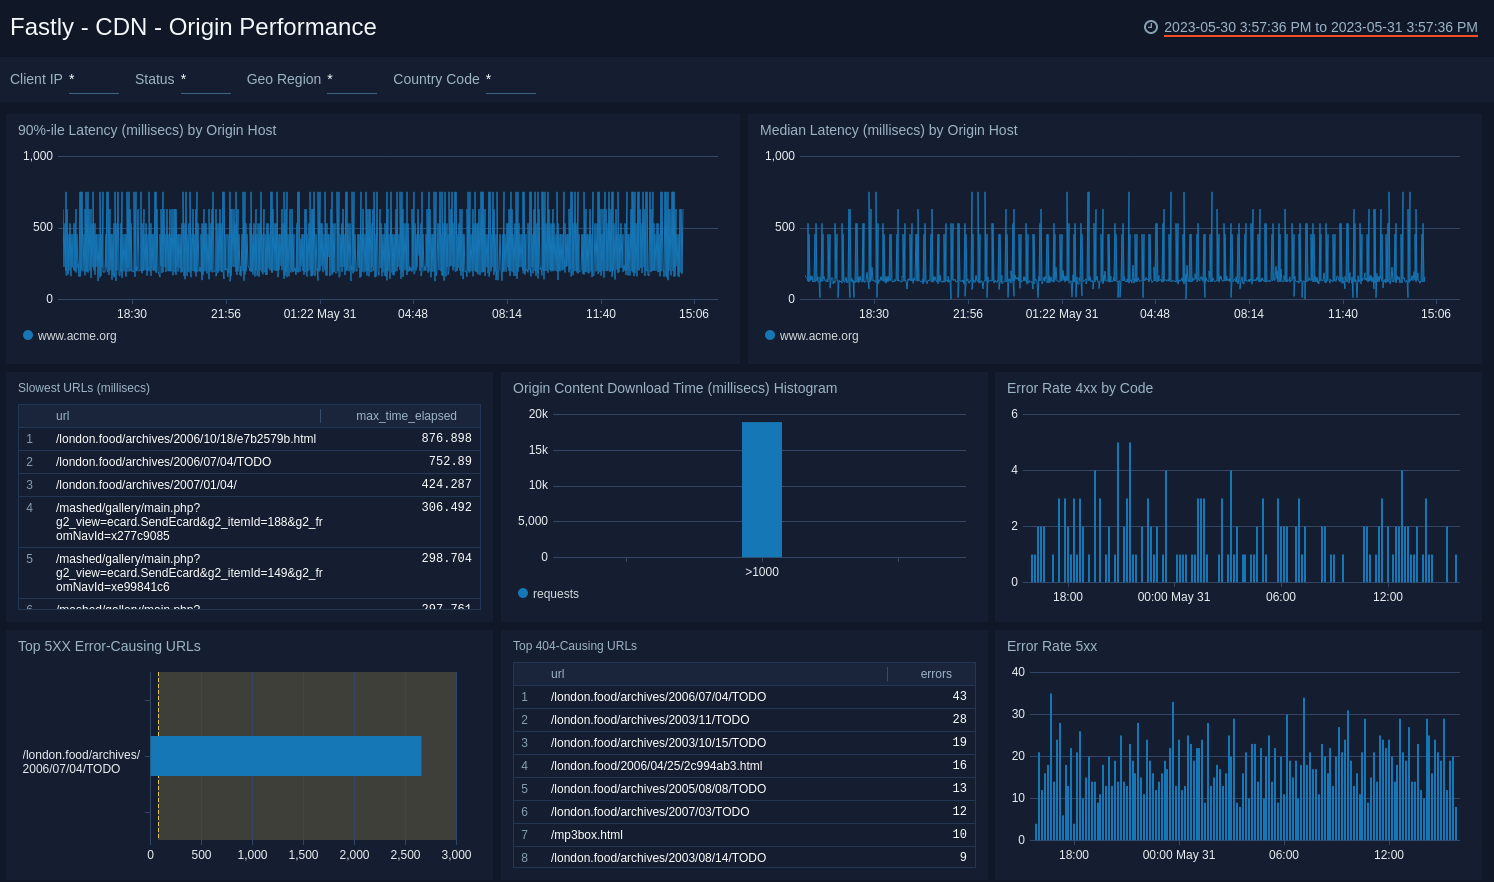 Fastly - CDN - Origin Performance
2023-05-30 3:57:36 PM to 2023-05-31 3:57:36 PM
Client IP * Status * Geo Region * Country Code *
90%-ile Latency (millisecs) by Origin Host
1,000
500
0
18:30 21:56 01:22 May 31 04:48 08:14 11:40 15:06
www.acme.org
Median Latency (millisecs) by Origin Host
1,000
500
0
18:30 21:56 01:22 May 31 04:48 08:14 11:40 15:06
www.acme.org
Slowest URLs (millisecs)
url max_time_elapsed
1 /london.food/archives/2006/10/18/e7b2579b.html 876.898
2 /london.food/archives/2006/07/04/TODO 752.89
3 /london.food/archives/2007/01/04/ 424.287
4 /mashed/gallery/main.php? 306.492
g2_view=ecard.SendEcard&g2_itemId=188&g2_fr
omNavId=x277c9085
5 /mashed/gallery/main.php? 298.704
g2_view=ecard.SendEcard&g2_itemId=149&g2_fr
omNavId=xe99841c6
6 /mashed/gallery/main.php? 297.761
Origin Content Download Time (millisecs) Histogram
20k
15k
10k
5,000
0
>1000
requests
Error Rate 4xx by Code
6
4
2
0
18:00 00:00 May 31 06:00 12:00
Top 5XX Error-Causing URLs
/london.food/archives/
2006/07/04/TODO
0 500 1,000 1,500 2,000 2,500 3,000
Top 404-Causing URLs
url errors
1 /london.food/archives/2006/07/04/TODO 43
2 /london.food/archives/2003/11/TODO 28
3 /london.food/archives/2003/10/15/TODO 19
4 /london.food/2006/04/25/2c994ab3.html 16
5 /london.food/archives/2005/08/08/TODO 13
6 /london.food/archives/2007/03/TODO 12
7 /mp3box.html 10
8 /london.food/archives/2003/08/14/TODO 9
Error Rate 5xx
40
30
20
10
0
18:00 00:00 May 31 06:00 12:00